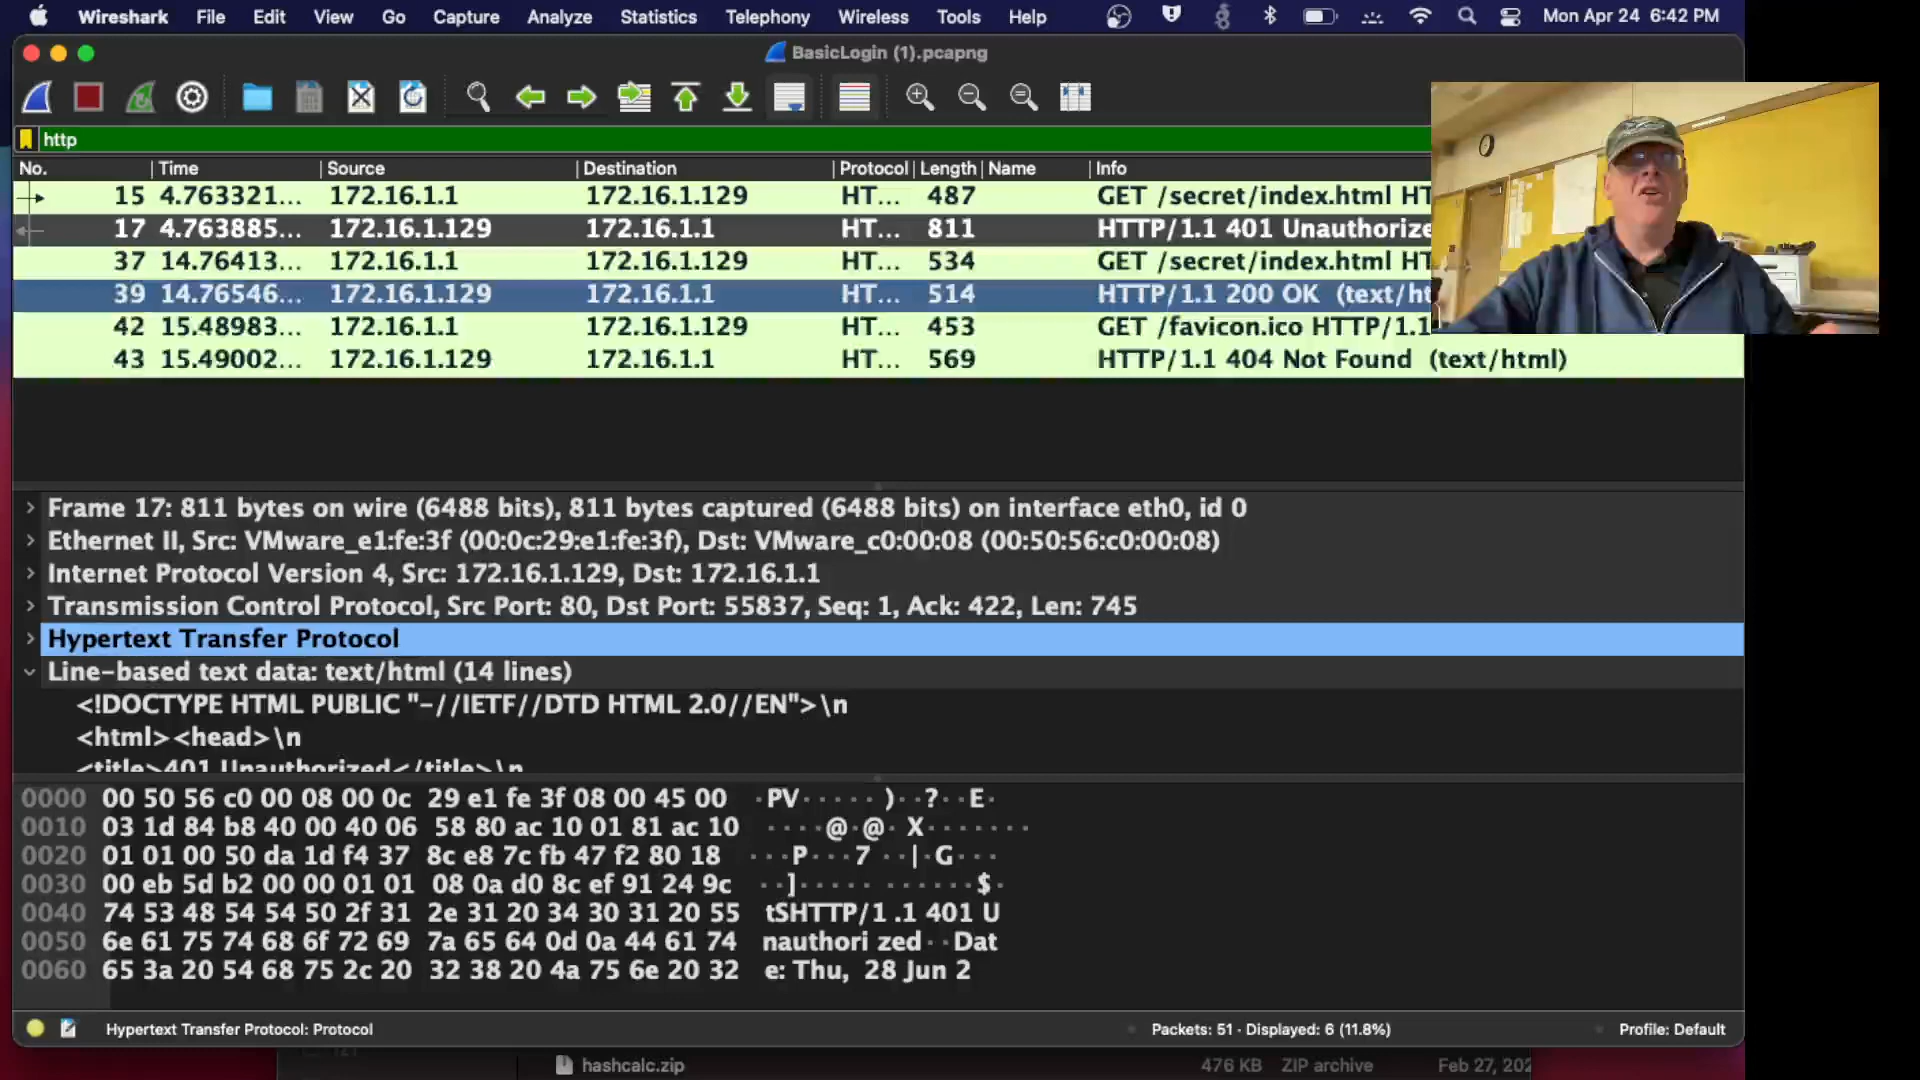 Wireshark File Edit View Go Capture Analyze Statistics Telephony Wireless Tools Help Mon Apr 24 6:42 PM
BasicLogin (1).pcapng
http
No. Time Source Destination Protocol Length Name Info
15 4.763321... 172.16.1.1 172.16.1.129 HT... 487 GET /secret/index.html HT
17 4.763885... 172.16.1.129 172.16.1.1 HT... 811 HTTP/1.1 401 Unauthorize
37 14.76413... 172.16.1.1 172.16.1.129 HT... 534 GET /secret/index.html HT
39 14.76546... 172.16.1.129 172.16.1.1 HT... 514 HTTP/1.1 200 OK (text/ht
42 15.48983... 172.16.1.1 172.16.1.129 HT... 453 GET /favicon.ico HTTP/1.1
43 15.49002... 172.16.1.129 172.16.1.1 HT... 569 HTTP/1.1 404 Not Found (text/html)
Frame 17: 811 bytes on wire (6488 bits), 811 bytes captured (6488 bits) on interface eth0, id 0
Ethernet II, Src: VMware_e1:fe:3f (00:0c:29:e1:fe:3f), Dst: VMware_c0:00:08 (00:50:56:c0:00:08)
Internet Protocol Version 4, Src: 172.16.1.129, Dst: 172.16.1.1
Transmission Control Protocol, Src Port: 80, Dst Port: 55837, Seq: 1, Ack: 422, Len: 745
Hypertext Transfer Protocol
Line-based text data: text/html (14 lines)
<!DOCTYPE HTML PUBLIC "-//IETF//DTD HTML 2.0//EN">\n
<html><head>\n
<title>401 Unauthorized</title>\n
0000 00 50 56 c0 00 08 00 0c 29 e1 fe 3f 08 00 45 00 ·PV····· )··?··E·
0010 03 1d 84 b8 40 00 40 06 58 80 ac 10 01 81 ac 10 ····@·@· X·······
0020 01 01 00 50 da 1d f4 37 8c e8 7c fb 47 f2 80 18 ···P···7 ··|·G···
0030 00 eb 5d b2 00 00 01 01 08 0a d0 8c ef 91 24 9c ··]····· ······$·
0040 74 53 48 54 54 50 2f 31 2e 31 20 34 30 31 20 55 tSHTTP/1 .1 401 U
0050 6e 61 75 74 68 6f 72 69 7a 65 64 0d 0a 44 61 74 nauthori zed··Dat
0060 65 3a 20 54 68 75 2c 20 32 38 20 4a 75 6e 20 32 e: Thu, 28 Jun 2
Hypertext Transfer Protocol: Protocol Packets: 51 · Displayed: 6 (11.8%) Profile: Default
hashcalc.zip 476 KB ZIP archive Feb 27, 202